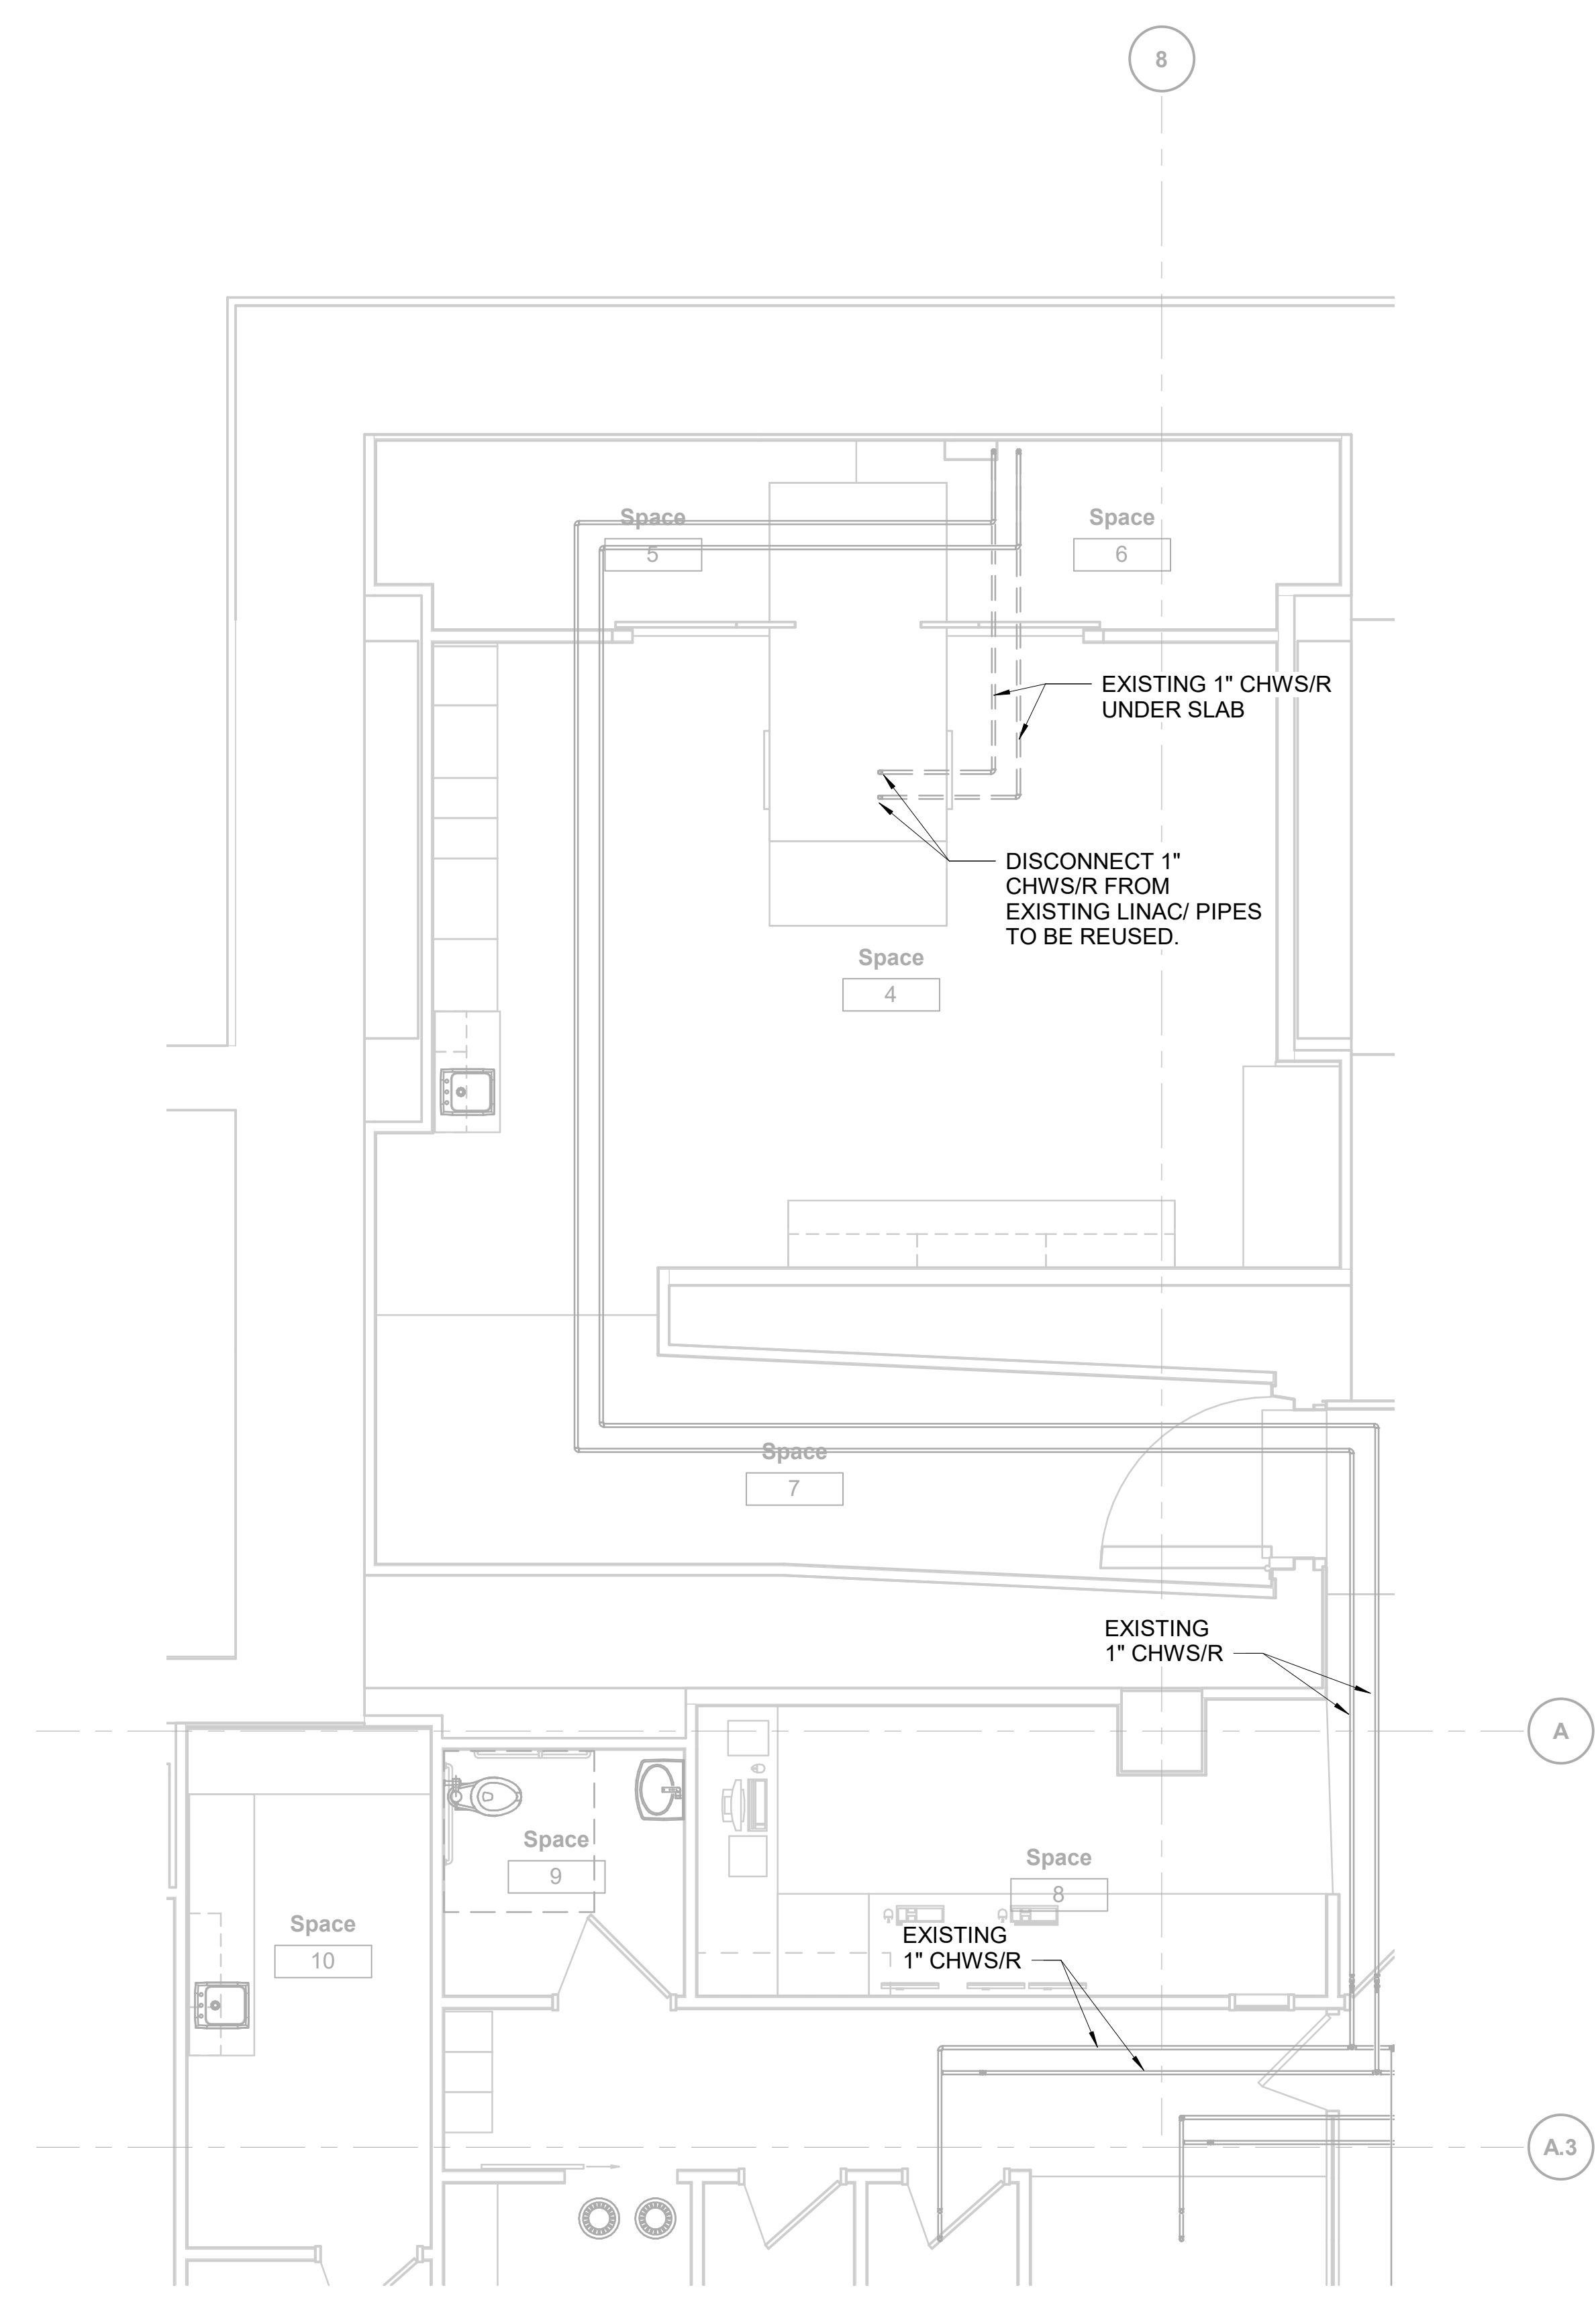 8
Space
5
Space
6
EXISTING 1" CHWS/R
UNDER SLAB
DISCONNECT 1"
CHWS/R FROM
EXISTING LINAC/ PIPES
TO BE REUSED.
Space
4
Space
7
EXISTING
1" CHWS/R
A
Space
9
Space
8
Space
10
EXISTING
1" CHWS/R
A.3